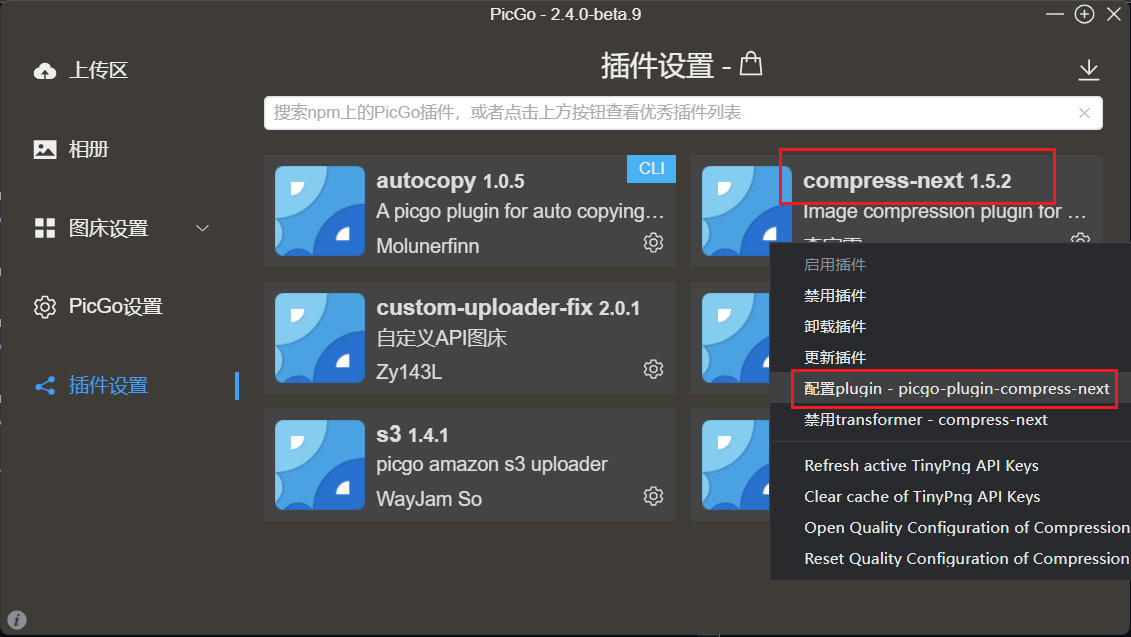 PicGo - 2.4.0-beta.9
上传区
相册
图床设置
PicGo设置
插件设置
插件设置 -
搜索npm上的PicGo插件，或者点击上方按钮查看优秀插件列表
CLI
autocopy 1.0.5
A picgo plugin for auto copying...
Molunerfinn
compress-next 1.5.2
Image compression plugin for ...
custom-uploader-fix 2.0.1
自定义API图床
Zy143L
s3 1.4.1
picgo amazon s3 uploader
WayJam So
启用插件
禁用插件
卸载插件
更新插件
配置plugin - picgo-plugin-compress-next
禁用transformer - compress-next
Refresh active TinyPng API Keys
Clear cache of TinyPng API Keys
Open Quality Configuration of Compression
Reset Quality Configuration of Compression